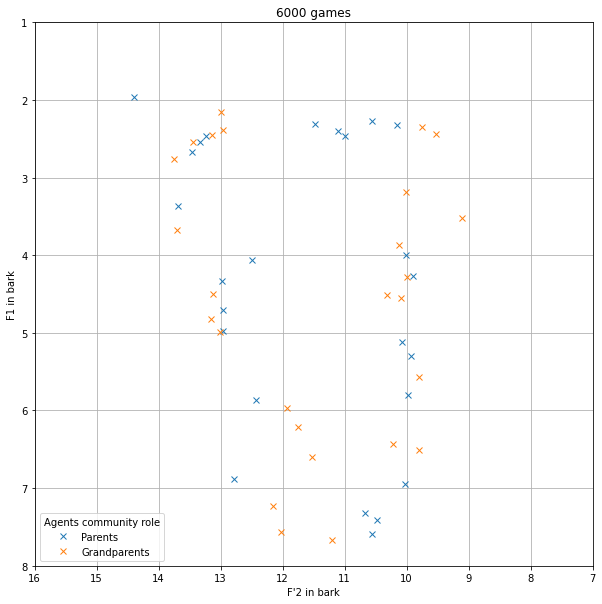 6000 games
1
2
3
4
5
6
7
8
F1 in bark
Agents community role
Parents
Grandparents
16 15 14 13 12 11 10 9 8 7
F'2 in bark